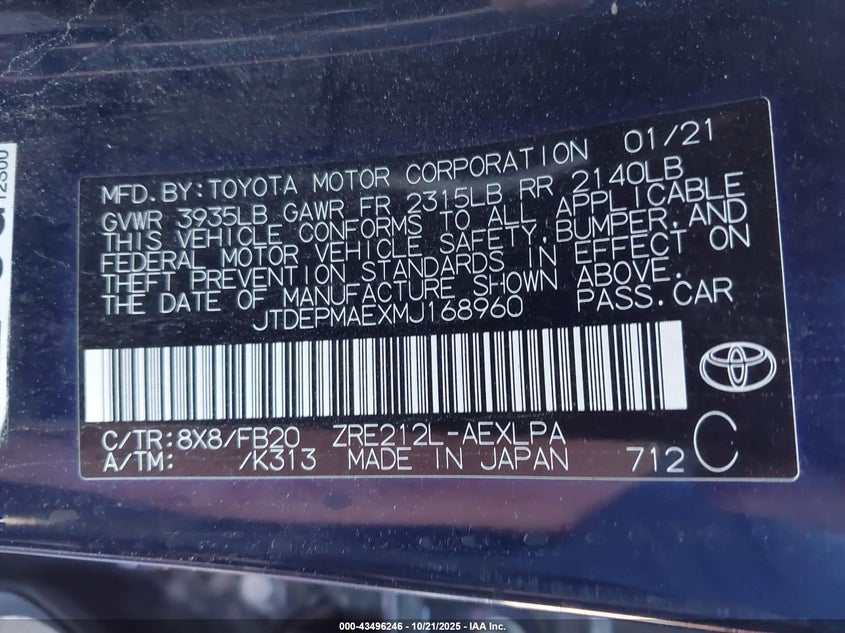 MFD.BY:TOYOTA MOTOR CORPORATION 01/21
GVWR 3935LB GAWR FR 2315LB RR 2140LB
THIS VEHICLE CONFORMS TO ALL APPLICABLE
FEDERAL MOTOR VEHICLE SAFETY,BUMPER,AND
THEFT PREVENTION STANDARDS IN EFFECT ON
THE DATE OF MANUFACTURE SHOWN ABOVE.
JTDEPMAEXMJ168960 PASS.CAR
C/TR:8X8/FB20 ZRE212L-AEXLPA
A/TM: /K313 MADE IN JAPAN 712 C
000-43496246 - 10/21/2025 - IAA Inc.